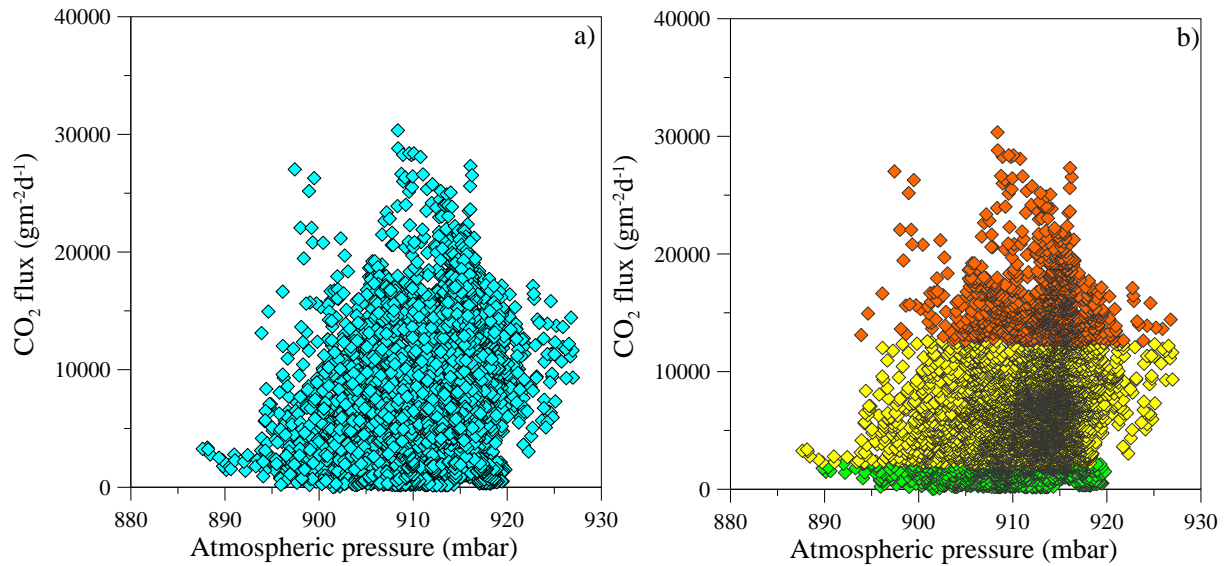 40000
a)
30000
20000
10000
0
CO₂ flux (gm⁻²d⁻¹)
880 890 900 910 920 930
Atmospheric pressure (mbar)
40000
b)
30000
20000
10000
0
CO₂ flux (gm⁻²d⁻¹)
880 890 900 910 920 930
Atmospheric pressure (mbar)